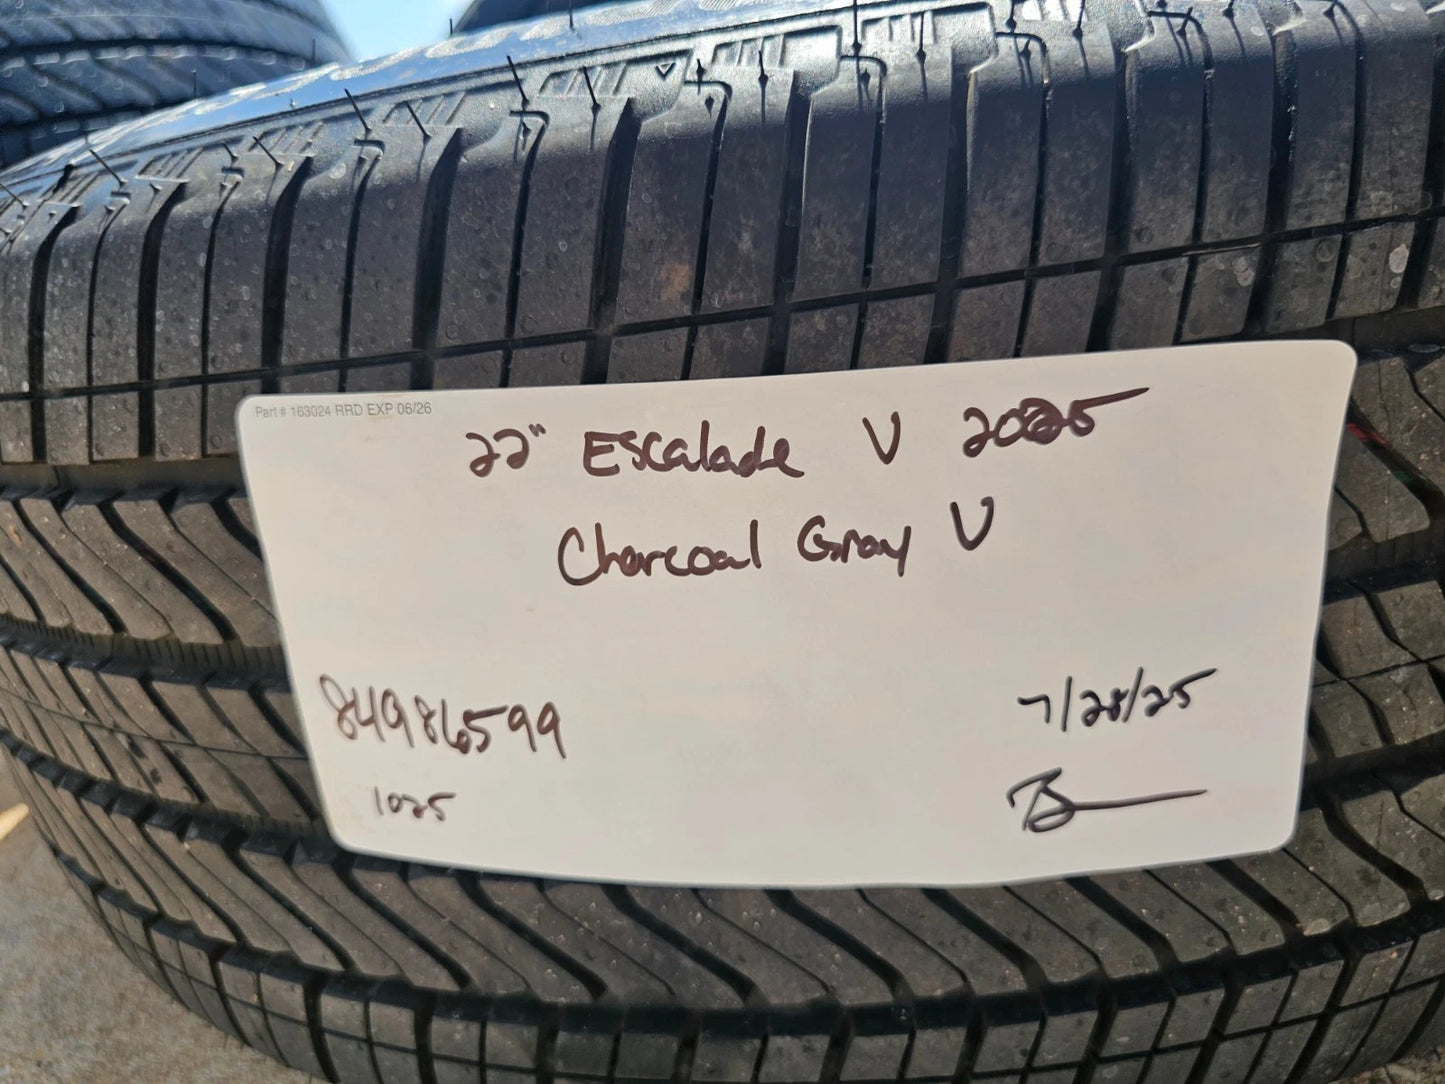 Part # 163024 RRD EXP 06/26
22" Escalade V 2025
Charcoal Gray V
84986599
7/28/25
1025